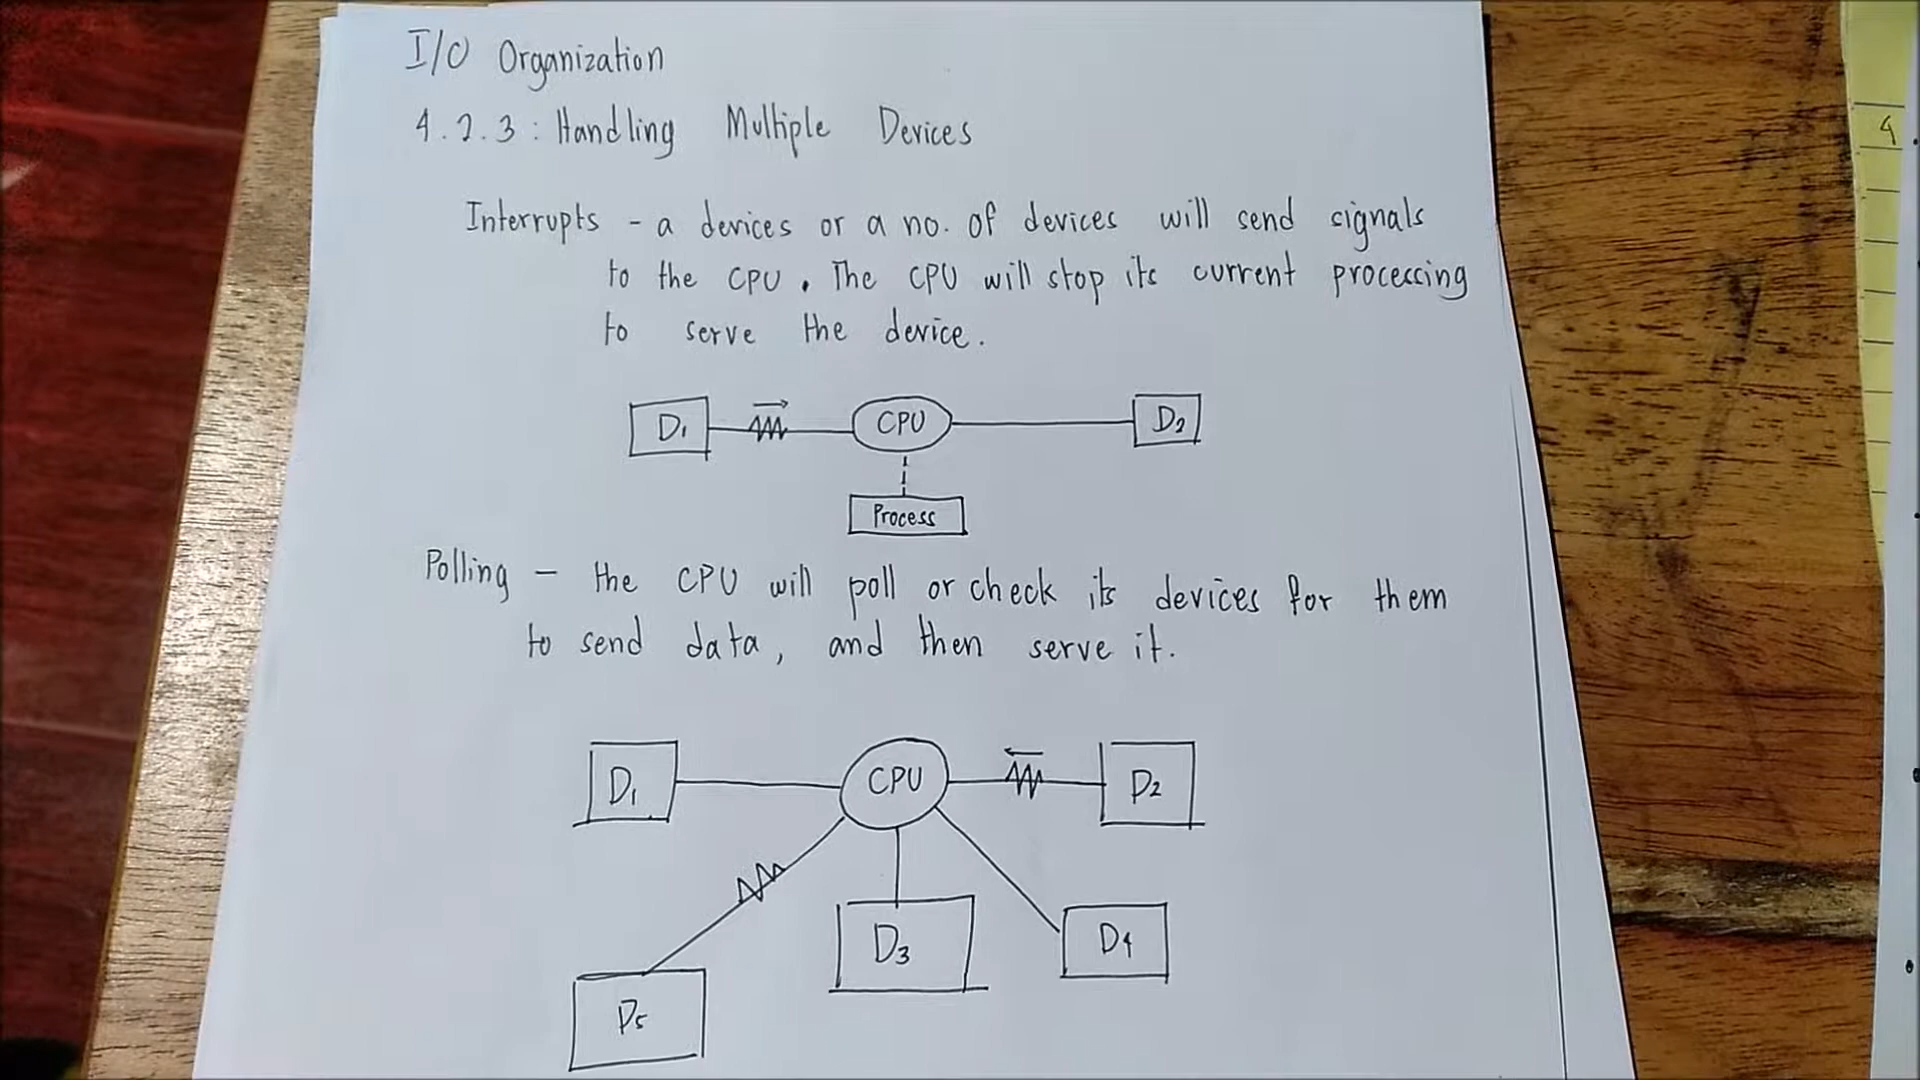 I/O Organization
4.2.3: Handling Multiple Devices
Interrupts - a devices or a no. of devices will send signals
to the CPU. The CPU will stop its current processing
to serve the device.
D1 CPU D2
Process
Polling - the CPU will poll or check its devices for them
to send data, and then serve it.
D1 CPU D2
D3 D4
D5
4